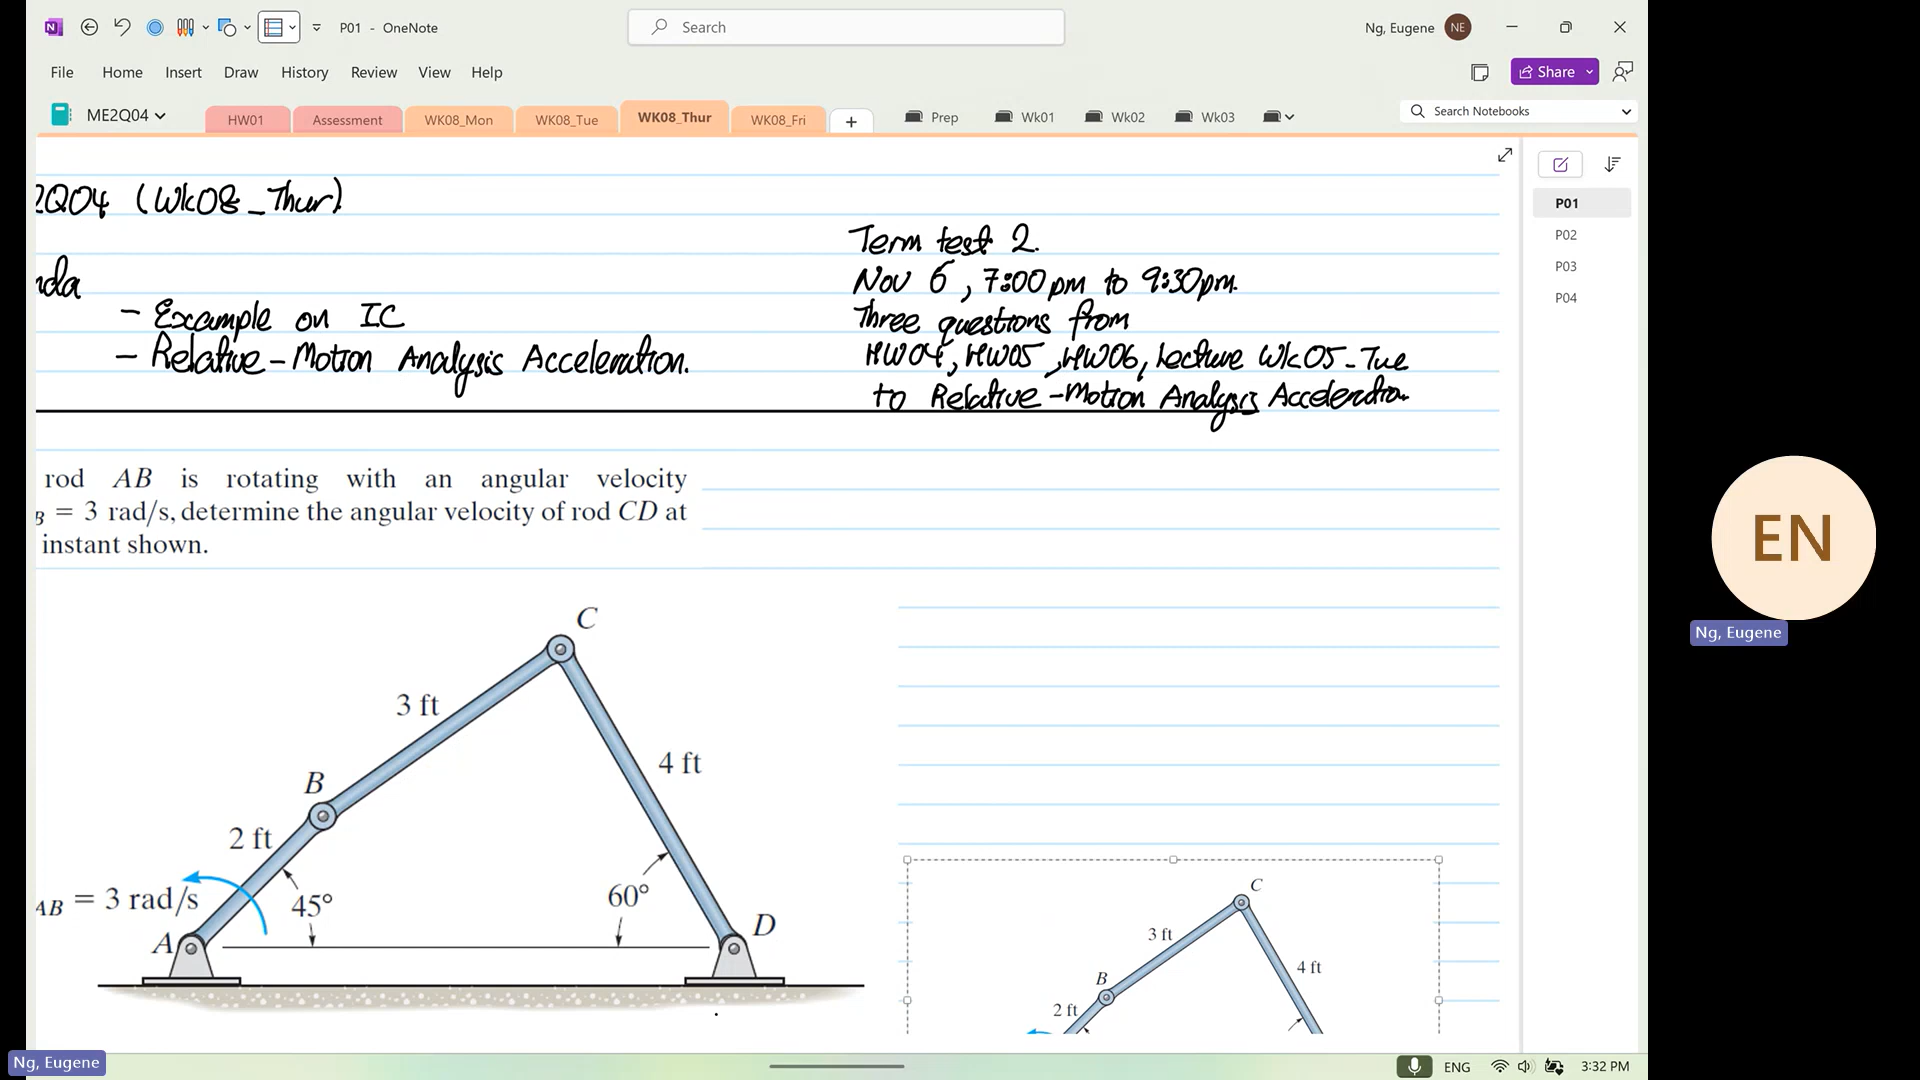 P01 - OneNote
Search
Ng, Eugene
NE
File Home Insert Draw History Review View Help
Share
ME2Q04
HW01
Assessment
WK08_Mon
WK08_Tue
WK08_Thur
WK08_Fri
+
Prep
Wk01
Wk02
Wk03
Search Notebooks
P01
P02
P03
P04
2Q04 (Wk08_Thur)
nda
- Example on IC
- Relative-Motion Analysis Acceleration.
Term test 2.
Nov 6, 7:00pm to 9:30pm.
Three questions from
HW04, HW05, HW06, Lecture Wk05-Tue
to Relative-Motion Analysis Acceleration
rod AB is rotating with an angular velocity
B = 3 rad/s, determine the angular velocity of rod CD at
instant shown.
C
3 ft
4 ft
B
2 ft
AB = 3 rad/s
45°
60°
A
D
C
3 ft
4 ft
B
2 ft
EN
Ng, Eugene
Ng, Eugene
ENG
3:32 PM